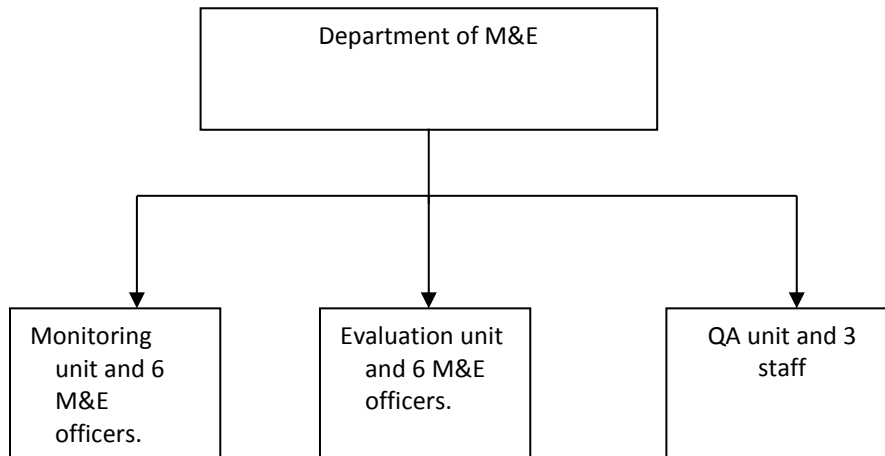 Department of M&E
Monitoring
unit and 6
M&E
officers.
Evaluation unit
and 6 M&E
officers.
QA unit and 3
staff